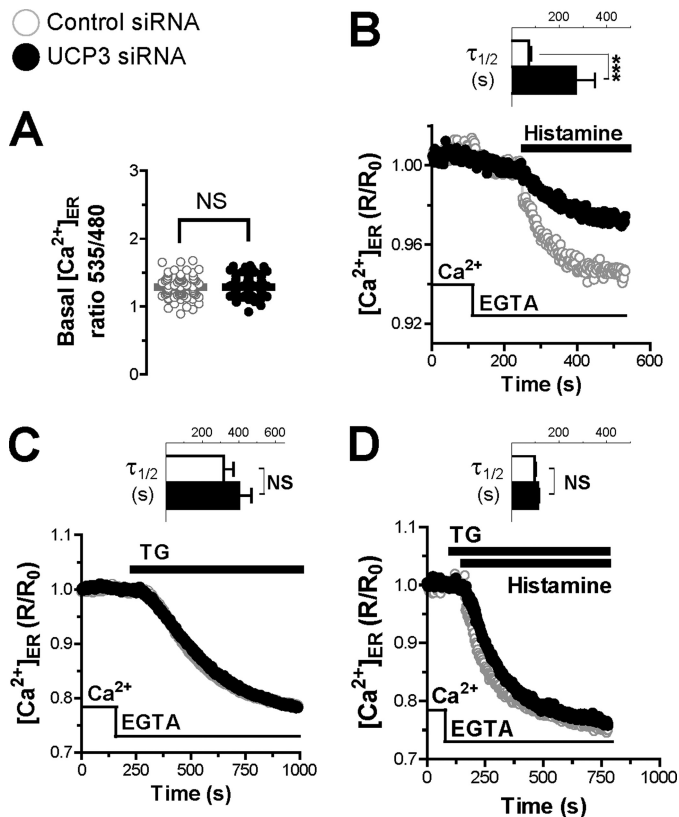 Control siRNA
UCP3 siRNA
A
Basal [Ca²⁺]ER
ratio 535/480
3
2
1
0
NS
B
200 400
τ1/2
(s)
***
Histamine
[Ca²⁺]ER (R/R0)
1.00
0.96
0.92
Ca²⁺
EGTA
0 200 400 600
Time (s)
C
200 400 600
τ1/2
(s)
NS
TG
[Ca²⁺]ER (R/R0)
1.1
1.0
0.9
0.8
0.7
Ca²⁺
EGTA
0 250 500 750 1000
Time (s)
D
200 400
τ1/2
(s)
NS
TG
Histamine
[Ca²⁺]ER (R/R0)
1.1
1.0
0.9
0.8
0.7
Ca²⁺
EGTA
0 250 500 750 1000
Time (s)